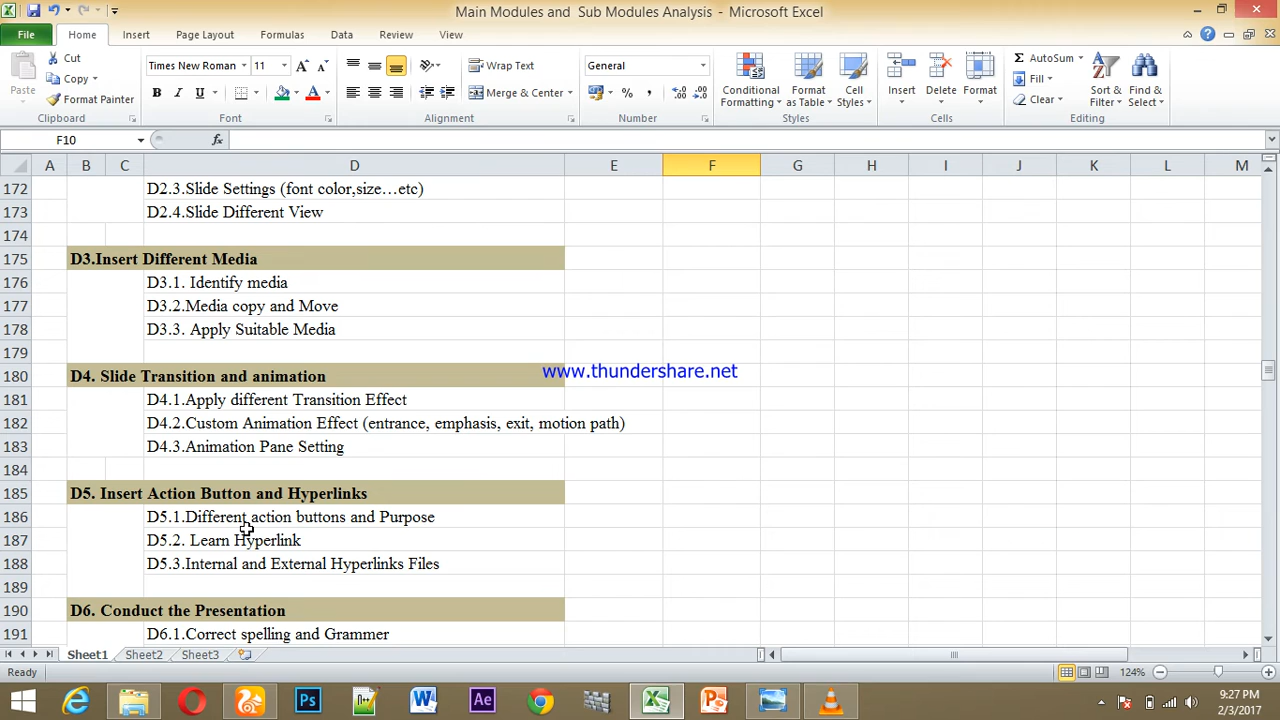 Main Modules and Sub Modules Analysis - Microsoft Excel
File Home Insert Page Layout Formulas Data Review View
Paste
Cut
Copy
Format Painter
Clipboard
Times New Roman 11
B I U A
Font
Wrap Text
Merge & Center
Alignment
General
%
Number
Conditional Formatting
Format as Table
Cell Styles
Styles
Insert
Delete
Format
Cells
AutoSum
Fill
Clear
Sort & Filter
Find & Select
Editing
F10 fx
A B C D E F G H I J K L M
172 D2.3.Slide Settings (font color,size…etc)
173 D2.4.Slide Different View
174
175 D3.Insert Different Media
176 D3.1. Identify media
177 D3.2.Media copy and Move
178 D3.3. Apply Suitable Media
179
www.thundershare.net
180 D4. Slide Transition and animation
181 D4.1.Apply different Transition Effect
182 D4.2.Custom Animation Effect (entrance, emphasis, exit, motion path)
183 D4.3.Animation Pane Setting
184
185 D5. Insert Action Button and Hyperlinks
186 D5.1.Different action buttons and Purpose
187 D5.2. Learn Hyperlink
188 D5.3.Internal and External Hyperlinks Files
189
190 D6. Conduct the Presentation
191 D6.1.Correct spelling and Grammer
Sheet1 Sheet2 Sheet3
Ready 124%
Ps Ae
9:27 PM
2/3/2017